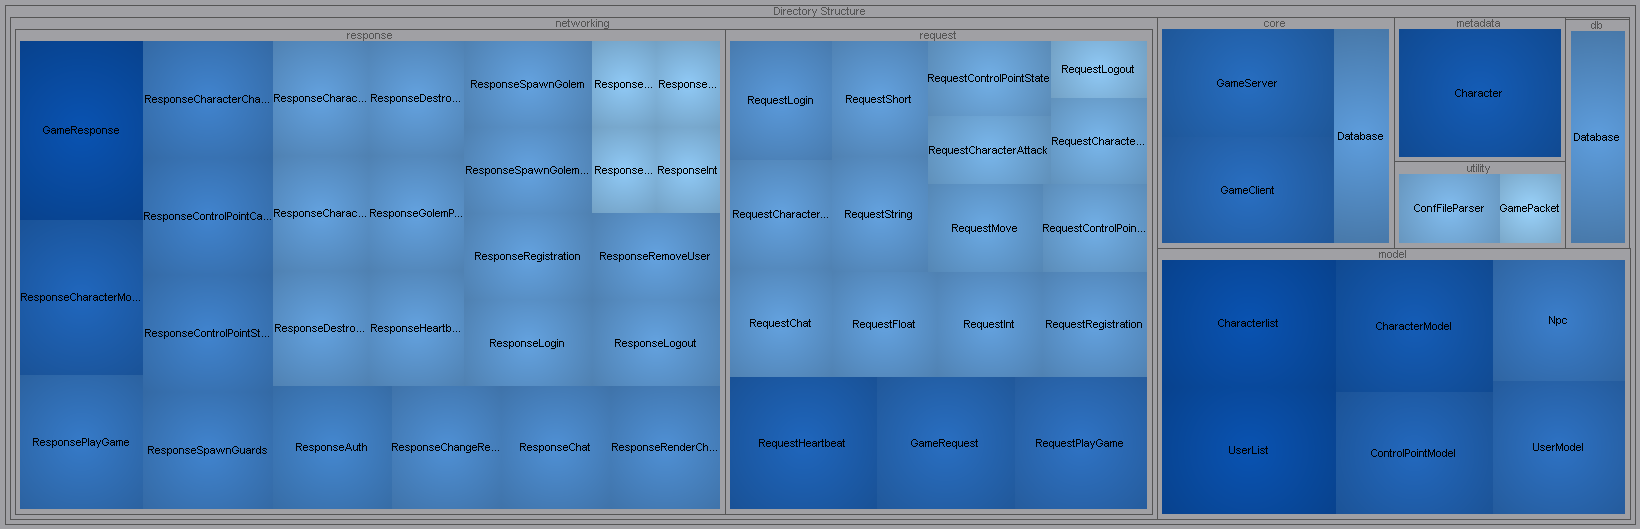 Directory Structure
networking
response
GameResponse
ResponseCharacterMo...
ResponsePlayGame
ResponseCharacterCha...
ResponseControlPointCa...
ResponseControlPointSt...
ResponseSpawnGuards
ResponseCharac...
ResponseDestro...
ResponseCharac...
ResponseGolemP...
ResponseDestro...
ResponseHeartb...
ResponseSpawnGolem
ResponseSpawnGolem...
Response...
Response...
Response...
ResponseInt
ResponseRegistration
ResponseRemoveUser
ResponseLogin
ResponseLogout
ResponseAuth
ResponseChangeRe...
ResponseChat
ResponseRenderCh...
request
RequestLogin
RequestShort
RequestControlPointState
RequestLogout
RequestCharacterAttack
RequestCharacte...
RequestCharacter...
RequestString
RequestMove
RequestControlPoin...
RequestChat
RequestFloat
RequestInt
RequestRegistration
RequestHeartbeat
GameRequest
RequestPlayGame
core
GameServer
GameClient
Database
metadata
Character
utility
ConfFileParser
GamePacket
db
Database
model
Characterlist
UserList
CharacterModel
ControlPointModel
Npc
UserModel